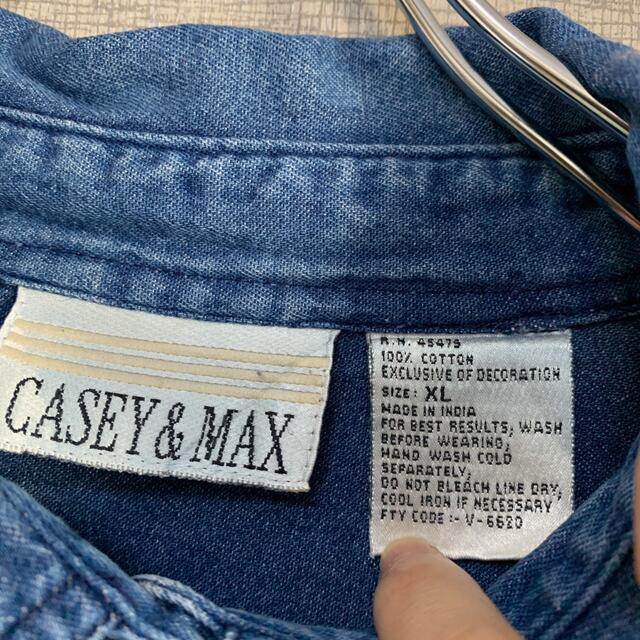 CASEY & MAX
R.N. 45475
100% COTTON
EXCLUSIVE OF DECORATION
SIZE: XL
MADE IN INDIA
FOR BEST RESULTS, WASH
BEFORE WEARING,
HAND WASH COLD
SEPARATELY,
DO NOT BLEACH LINE DRY,
COOL IRON IF NECESSARY
FTY CODE :- V-6620